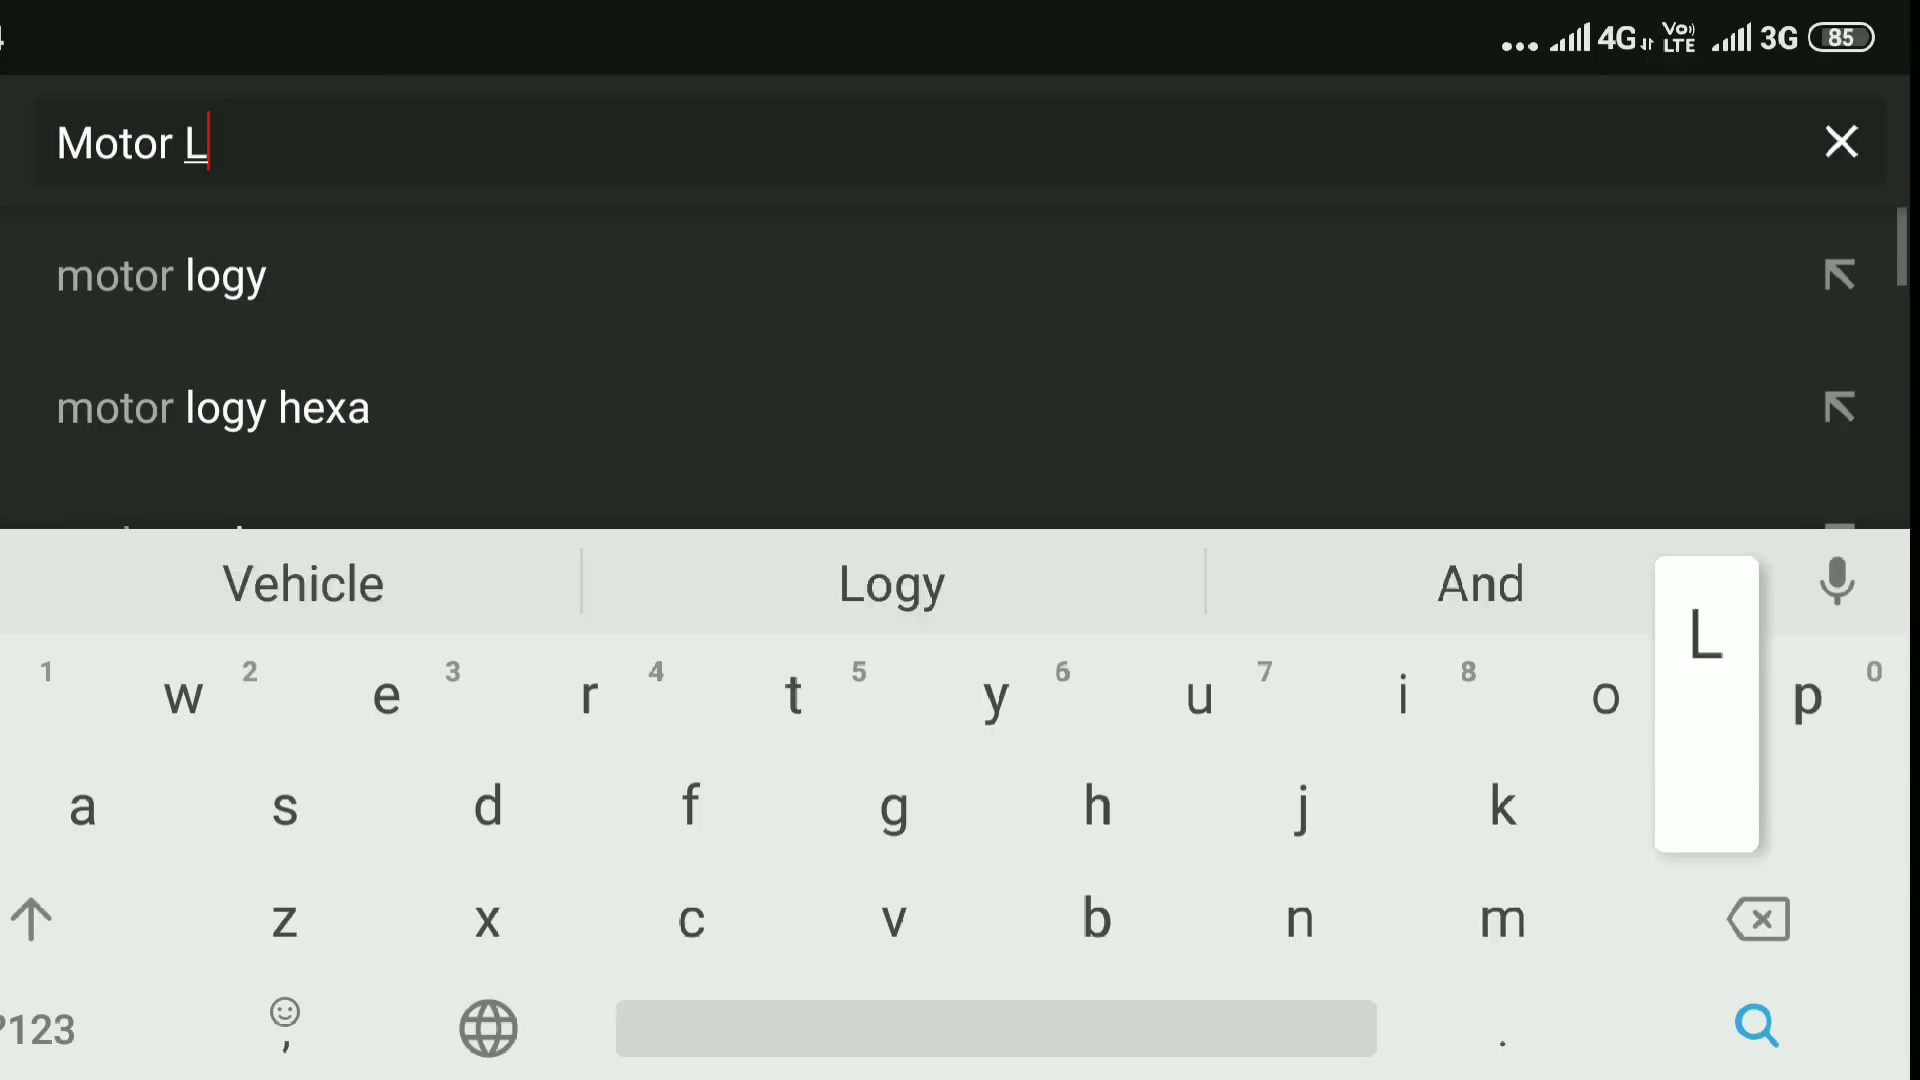 4G Vo) LTE 3G 85
Motor L
motor logy
motor logy hexa
Vehicle Logy And
L
1 2 3 4 5 6 7 8 0
w e r t y u i o p
a s d f g h j k
z x c v b n m
?123 , .